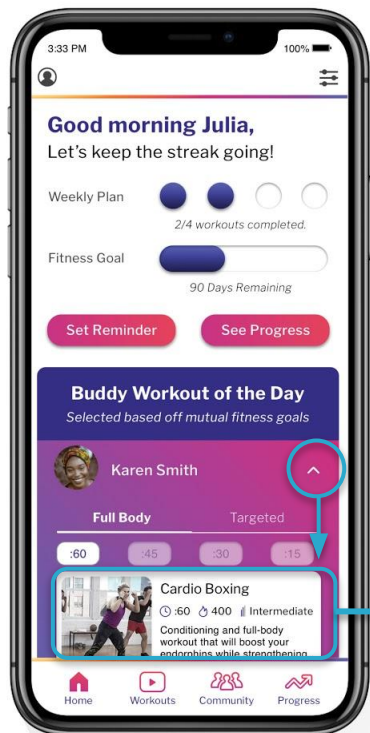 3:33 PM
100%
Good morning Julia,
Let's keep the streak going!
Weekly Plan
2/4 workouts completed.
Fitness Goal
90 Days Remaining
Set Reminder
See Progress
Buddy Workout of the Day
Selected based off mutual fitness goals
Karen Smith
Full Body
Targeted
:60
:45
:30
:15
Cardio Boxing
:60
400
Intermediate
Conditioning and full-body
workout that will boost your
endorphins while strengthening
Home
Workouts
Community
Progress